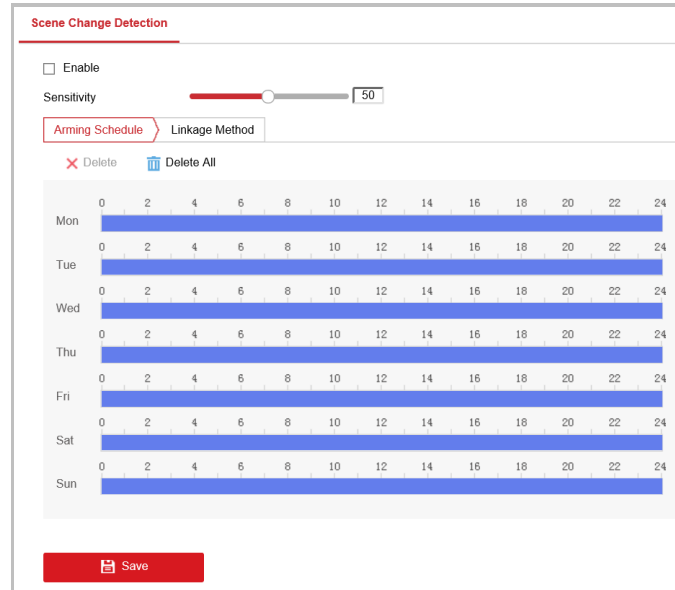 Scene Change Detection
Enable
Sensitivity 50
Arming Schedule Linkage Method
Delete Delete All
0 2 4 6 8 10 12 14 16 18 20 22 24
Mon
0 2 4 6 8 10 12 14 16 18 20 22 24
Tue
0 2 4 6 8 10 12 14 16 18 20 22 24
Wed
0 2 4 6 8 10 12 14 16 18 20 22 24
Thu
0 2 4 6 8 10 12 14 16 18 20 22 24
Fri
0 2 4 6 8 10 12 14 16 18 20 22 24
Sat
0 2 4 6 8 10 12 14 16 18 20 22 24
Sun
Save